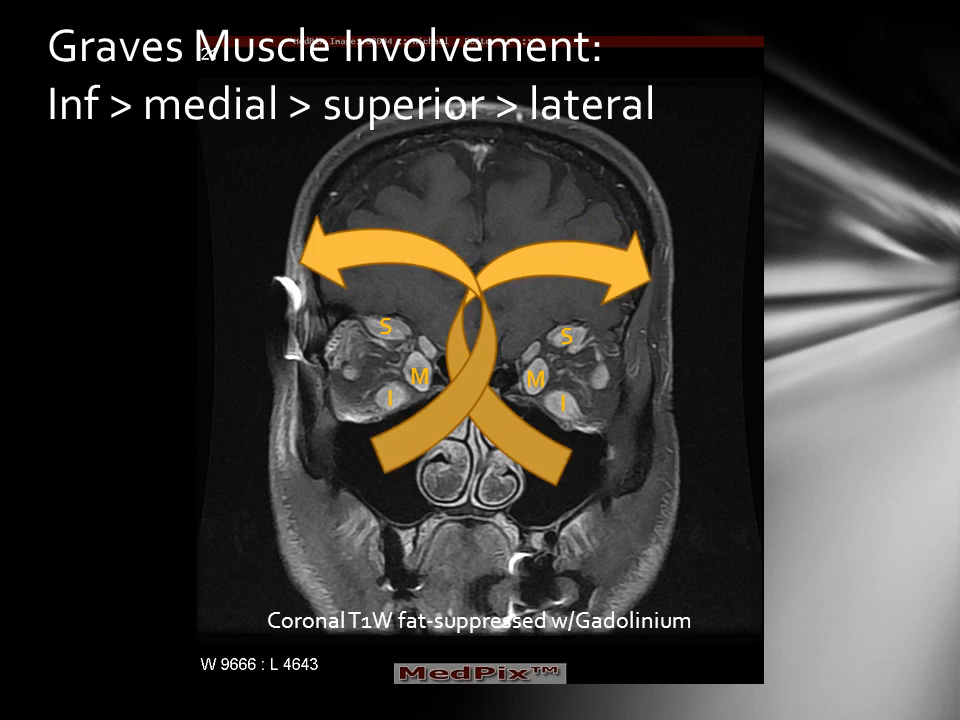 Graves Muscle Involvement:
Inf > medial > superior > lateral
S
S
M
M
I
I
Coronal T1W fat-suppressed w/Gadolinium
W 9666 : L 4643
MedPix™